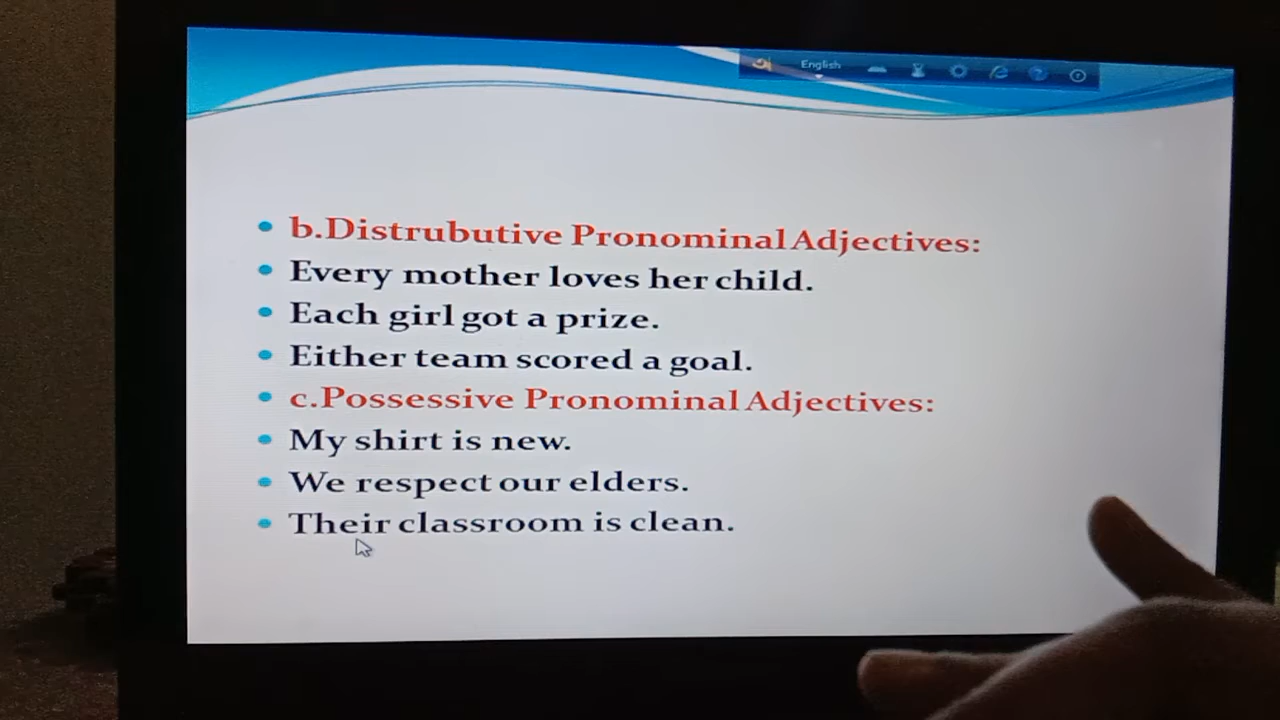 English
b.Distrubutive Pronominal Adjectives:
Every mother loves her child.
Each girl got a prize.
Either team scored a goal.
c.Possessive Pronominal Adjectives:
My shirt is new.
We respect our elders.
Their classroom is clean.